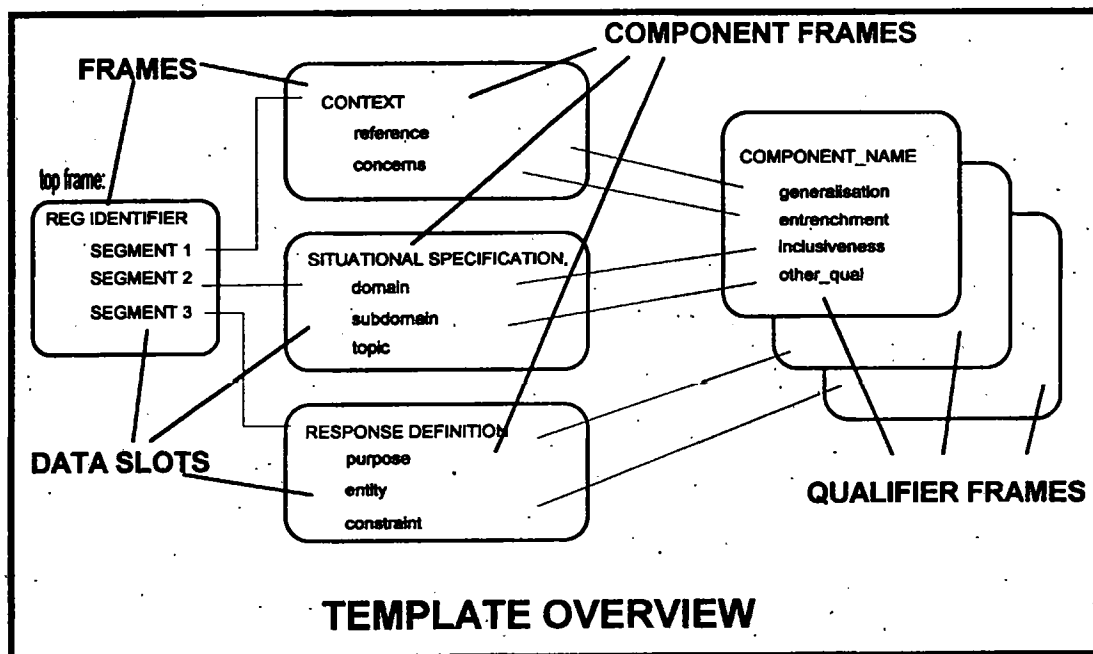 COMPONENT FRAMES
FRAMES
CONTEXT
reference
concerns
top frame:
REG IDENTIFIER
SEGMENT 1
SEGMENT 2
SEGMENT 3
SITUATIONAL SPECIFICATION,
domain
subdomain
topic
COMPONENT_NAME
generalisation
entrenchment
inclusiveness
other_qual
RESPONSE DEFINITION
purpose
entity
constraint
DATA SLOTS
QUALIFIER FRAMES
TEMPLATE OVERVIEW